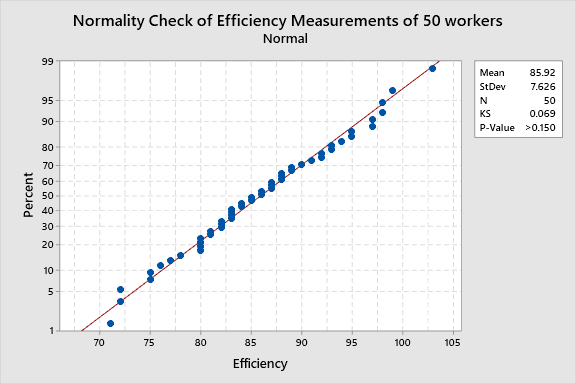 Normality Check of Efficiency Measurements of 50 workers
Normal
Mean 85.92
StDev 7.626
N 50
KS 0.069
P-Value >0.150
Percent
99
95
90
80
70
60
50
40
30
20
10
5
1
70 75 80 85 90 95 100 105
Efficiency